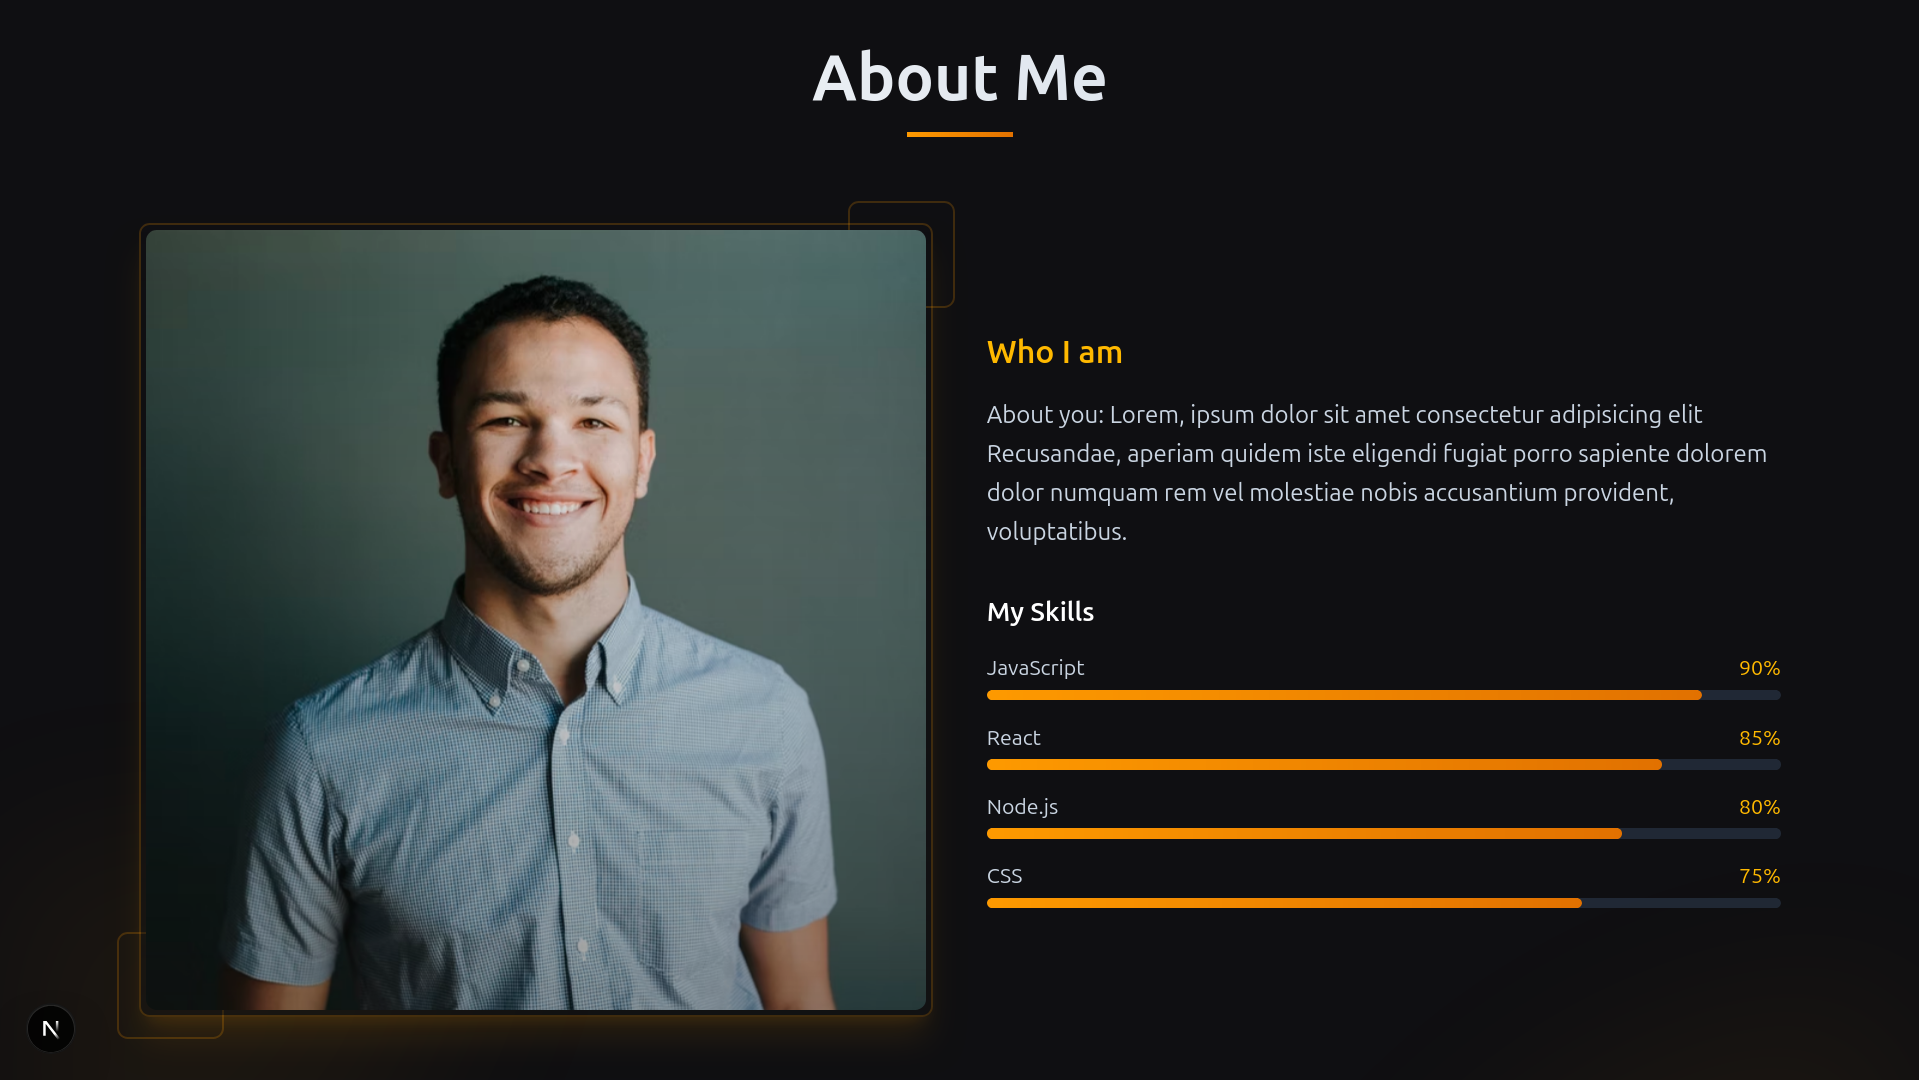 About Me
Who I am
About you: Lorem, ipsum dolor sit amet consectetur adipisicing elit
Recusandae, aperiam quidem iste eligendi fugiat porro sapiente dolorem
dolor numquam rem vel molestiae nobis accusantium provident,
voluptatibus.
My Skills
JavaScript 90%
React 85%
Node.js 80%
CSS 75%
N